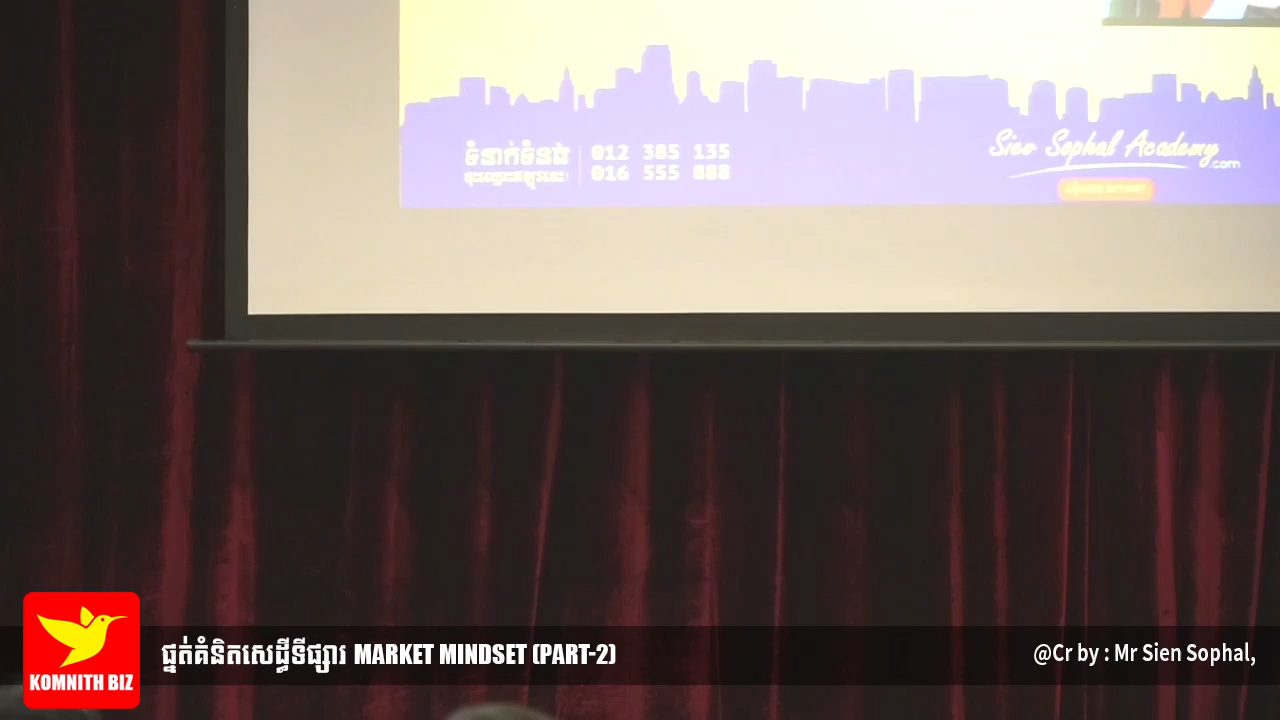 ទំនាក់ទំនង
012 385 135
016 555 888
Sien Sophal Academy
.com
ផ្នត់គំនិតសេដ្ឋីទីផ្សារ MARKET MINDSET (PART-2)
@Cr by : Mr Sien Sophal,
KOMNITH BIZ